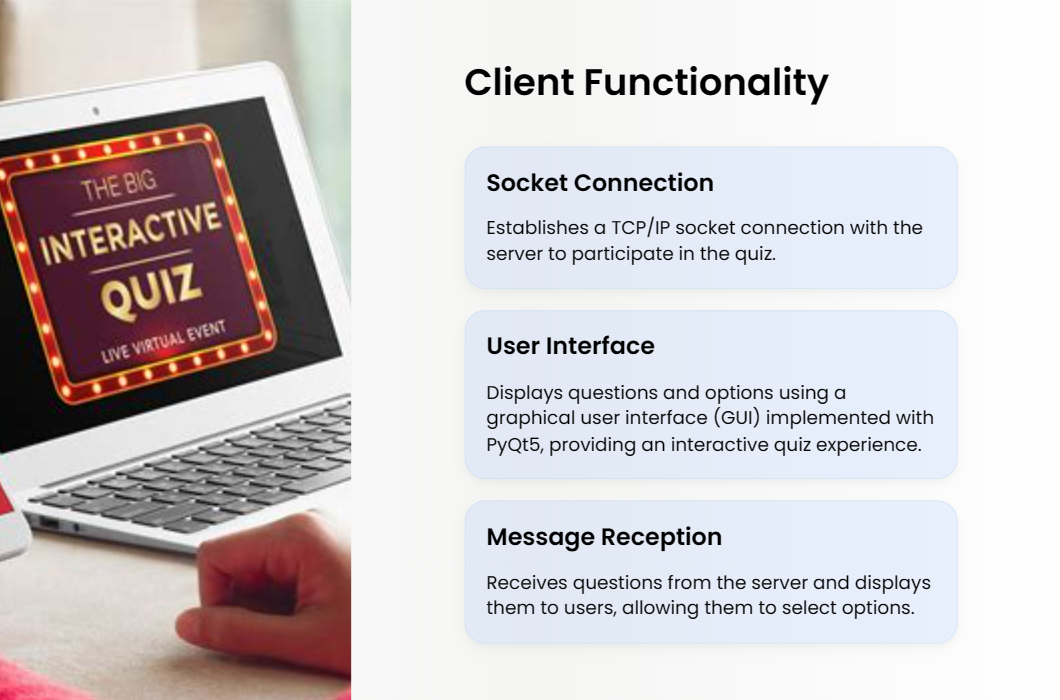 THE BIG
INTERACTIVE
QUIZ
LIVE VIRTUAL EVENT
Client Functionality
Socket Connection
Establishes a TCP/IP socket connection with the
server to participate in the quiz.
User Interface
Displays questions and options using a
graphical user interface (GUI) implemented with
PyQt5, providing an interactive quiz experience.
Message Reception
Receives questions from the server and displays
them to users, allowing them to select options.